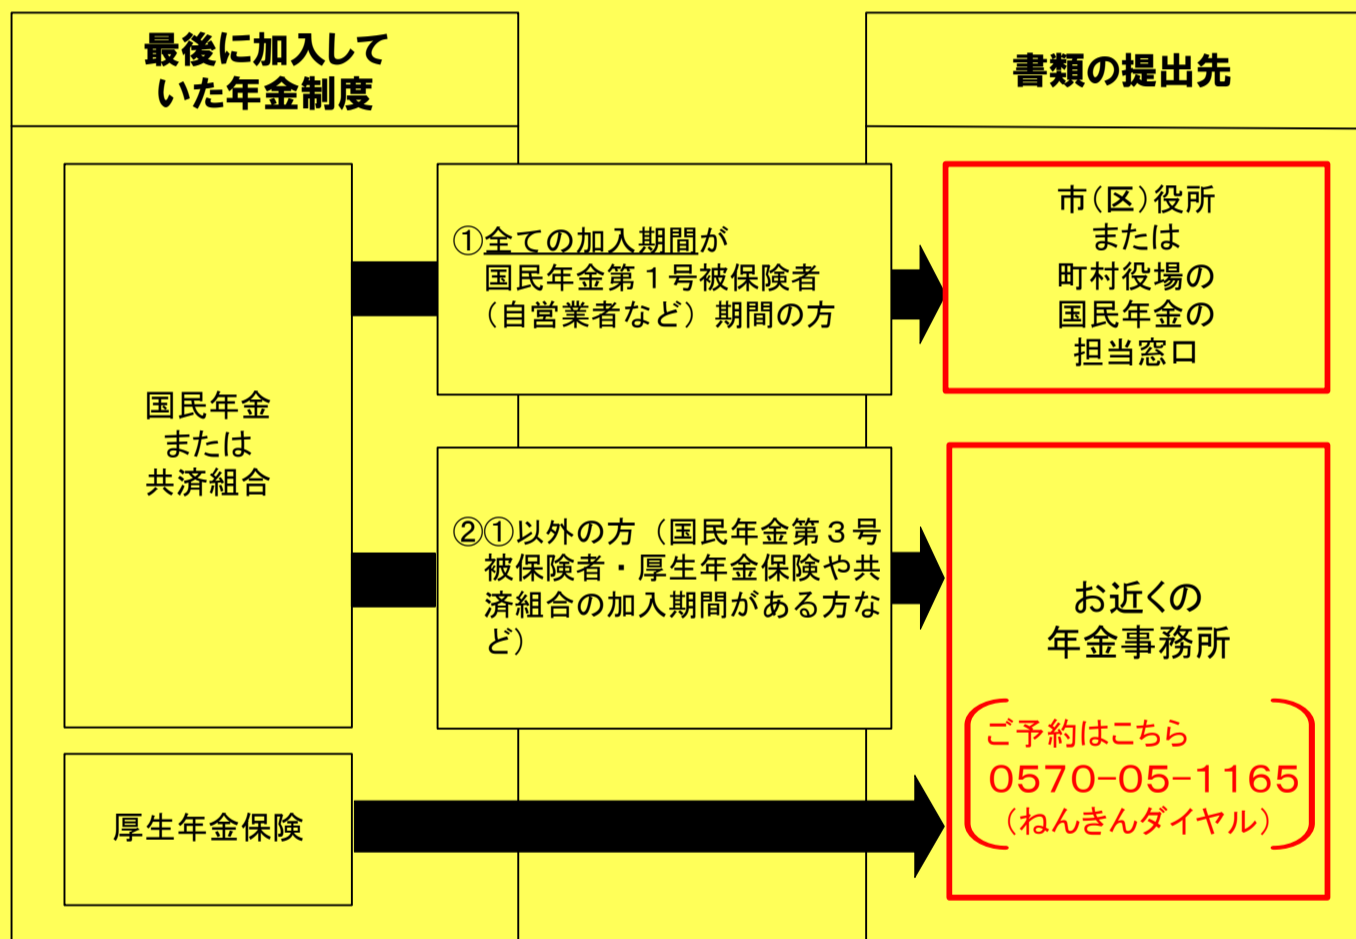 最後に加入して
いた年金制度
書類の提出先
国民年金
または
共済組合
①全ての加入期間が
国民年金第１号被保険者
（自営業者など）期間の方
市（区）役所
または
町村役場の
国民年金の
担当窓口
②①以外の方（国民年金第３号
被保険者・厚生年金保険や共
済組合の加入期間がある方な
ど）
お近くの
年金事務所
ご予約はこちら
０５７０-０５-１１６５
（ねんきんダイヤル）
厚生年金保険